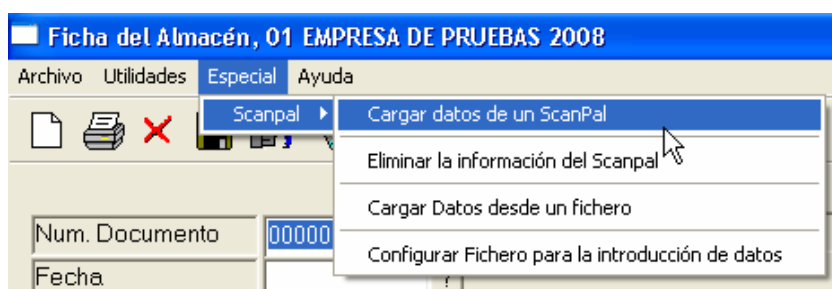 Ficha del Almacén, 01 EMPRESA DE PRUEBAS 2008
Archivo Utilidades Especial Ayuda
Scanpal Cargar datos de un ScanPal
Eliminar la información del Scanpal
Cargar Datos desde un fichero
Num. Documento 00000
Configurar Fichero para la introducción de datos
Fecha ?